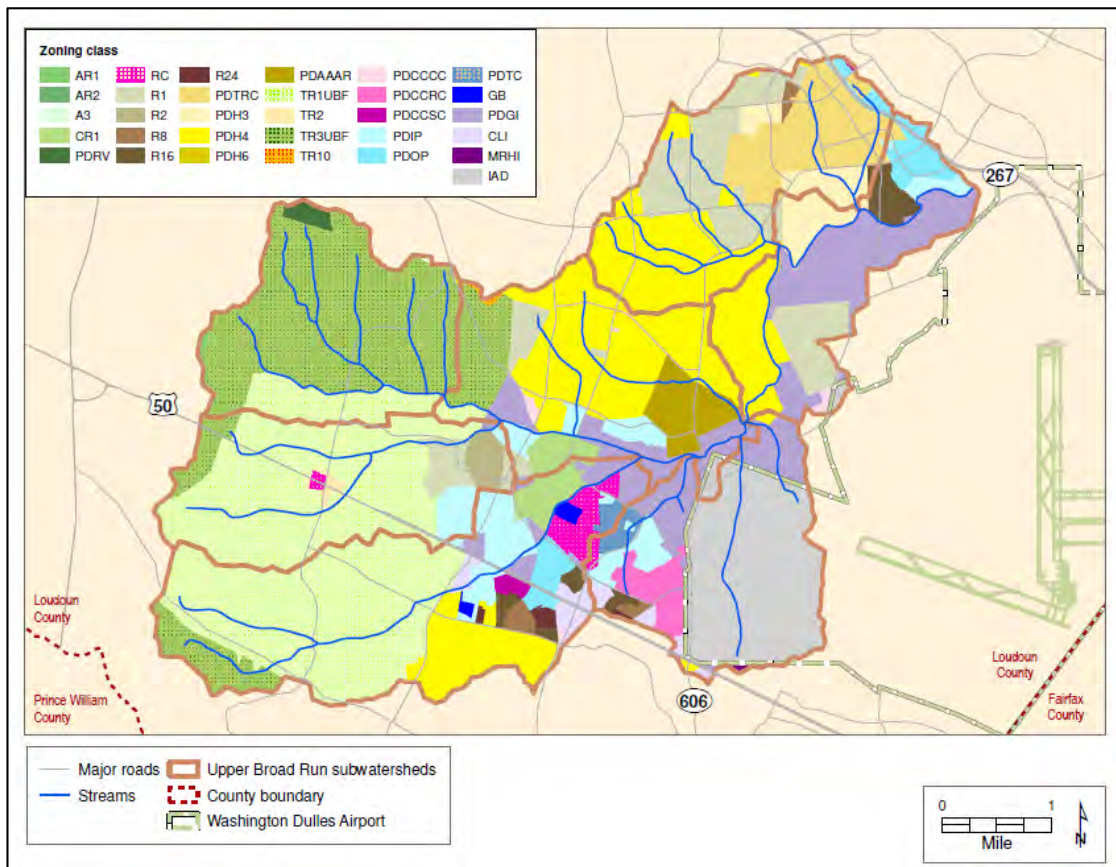 Zoning class
AR1
AR2
A3
CR1
PDRV
RC
R1
R2
R8
R16
R24
PDTRC
PDH3
PDH4
PDH6
PDAAAR
TR1UBF
TR2
TR3UBF
TR10
PDCCCC
PDCCRC
PDCCSC
PDIP
PDOP
PDTC
GB
PDGI
CLI
MRHI
IAD
267
50
606
Loudoun
County
Prince William
County
Loudoun
County
Fairfax
County
Major roads
Streams
Upper Broad Run subwatersheds
County boundary
Washington Dulles Airport
0 1
Mile
N